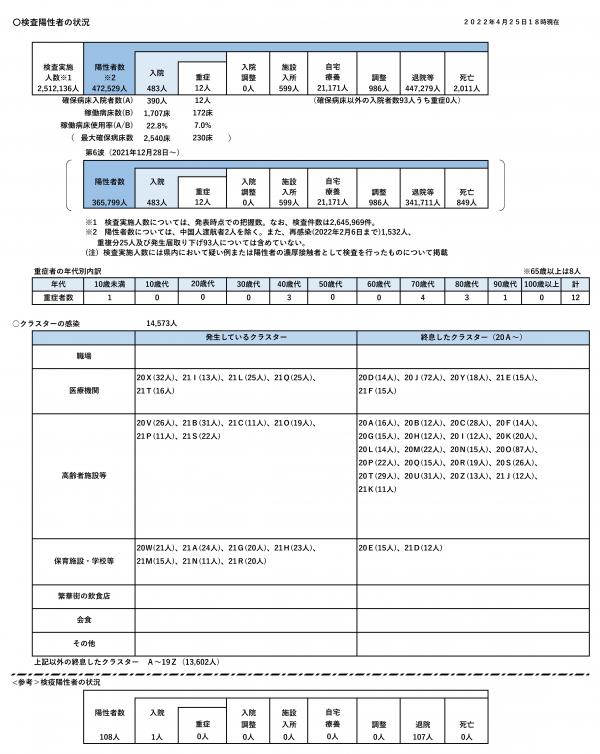 〇検査陽性者の状況
２０２２年４月２５日１８時現在
検査実施人数※1 陽性者数※2 入院 重症 入院調整 施設入所 自宅療養 調整 退院等 死亡
2,512,136人 472,529人 483人 12人 0人 599人 21,171人 986人 447,279人 2,011人
確保病床入院者数(A) 390人 12人 （確保病床以外の入院者数93人うち重症0人）
稼働病床数(B) 1,707床 172床
稼働病床使用率(A/B) 22.8% 7.0%
（ 最大確保病床数 2,540床 230床 ）
第6波（2021年12月28日～）
陽性者数 入院 重症 入院調整 施設入所 自宅療養 調整 退院等 死亡
365,799人 483人 12人 0人 599人 21,171人 986人 341,711人 849人
※1 検査実施人数については、発表時点での把握数。なお、検査件数は2,645,969件。
※2 陽性者数については、中国人渡航者2人を除く。また、再感染(2022年2月6日まで)1,532人、
重複分25人及び発生届取り下げ93人については含めていない。
（注）検査実施人数には県内において疑い例または陽性者の濃厚接触者として検査を行ったものについて掲載
重症者の年代別内訳 ※65歳以上は8人
年代 10歳未満 10歳代 20歳代 30歳代 40歳代 50歳代 60歳代 70歳代 80歳代 90歳代 100歳以上 計
重症者数 1 0 0 0 3 0 0 4 3 1 0 12
○クラスターの感染 14,573人
発生しているクラスター 終息したクラスター（20Ａ～）
職場
医療機関
20Ｘ(32人)、21Ｉ(13人)、21Ｌ(25人)、21Ｑ(25人)、
21Ｔ(16人)
20Ｄ(14人)、20Ｊ(72人)、20Ｙ(18人)、21Ｅ(15人)、
21Ｆ(15人)
高齢者施設等
20Ｖ(26人)、21Ｂ(31人)、21Ｃ(11人)、21Ｏ(19人)、
21Ｐ(11人)、21Ｓ(22人)
20Ａ(16人)、20Ｂ(12人)、20Ｃ(28人)、20Ｆ(14人)、
20Ｇ(15人)、20Ｈ(12人)、20Ｉ(12人)、20Ｋ(20人)、
20Ｌ(14人)、20Ｍ(22人)、20Ｎ(15人)、20Ｏ(87人)、
20Ｐ(22人)、20Ｑ(15人)、20Ｒ(19人)、20Ｓ(26人)、
20Ｔ(29人)、20Ｕ(31人)、20Ｚ(13人)、21Ｊ(12人)、
21Ｋ(11人)
保育施設・学校等
20Ｗ(21人)、21Ａ(24人)、21Ｇ(20人)、21Ｈ(23人)、
21Ｍ(15人)、21Ｎ(11人)、21Ｒ(20人)
20Ｅ(15人)、21Ｄ(12人)
繁華街の飲食店
会食
その他
上記以外の終息したクラスター Ａ～19Ｚ（13,602人）
＜参考＞検疫陽性者の状況
陽性者数 入院 重症 入院調整 施設入所 自宅療養 調整 退院 死亡
108人 1人 0人 0人 0人 0人 0人 107人 0人